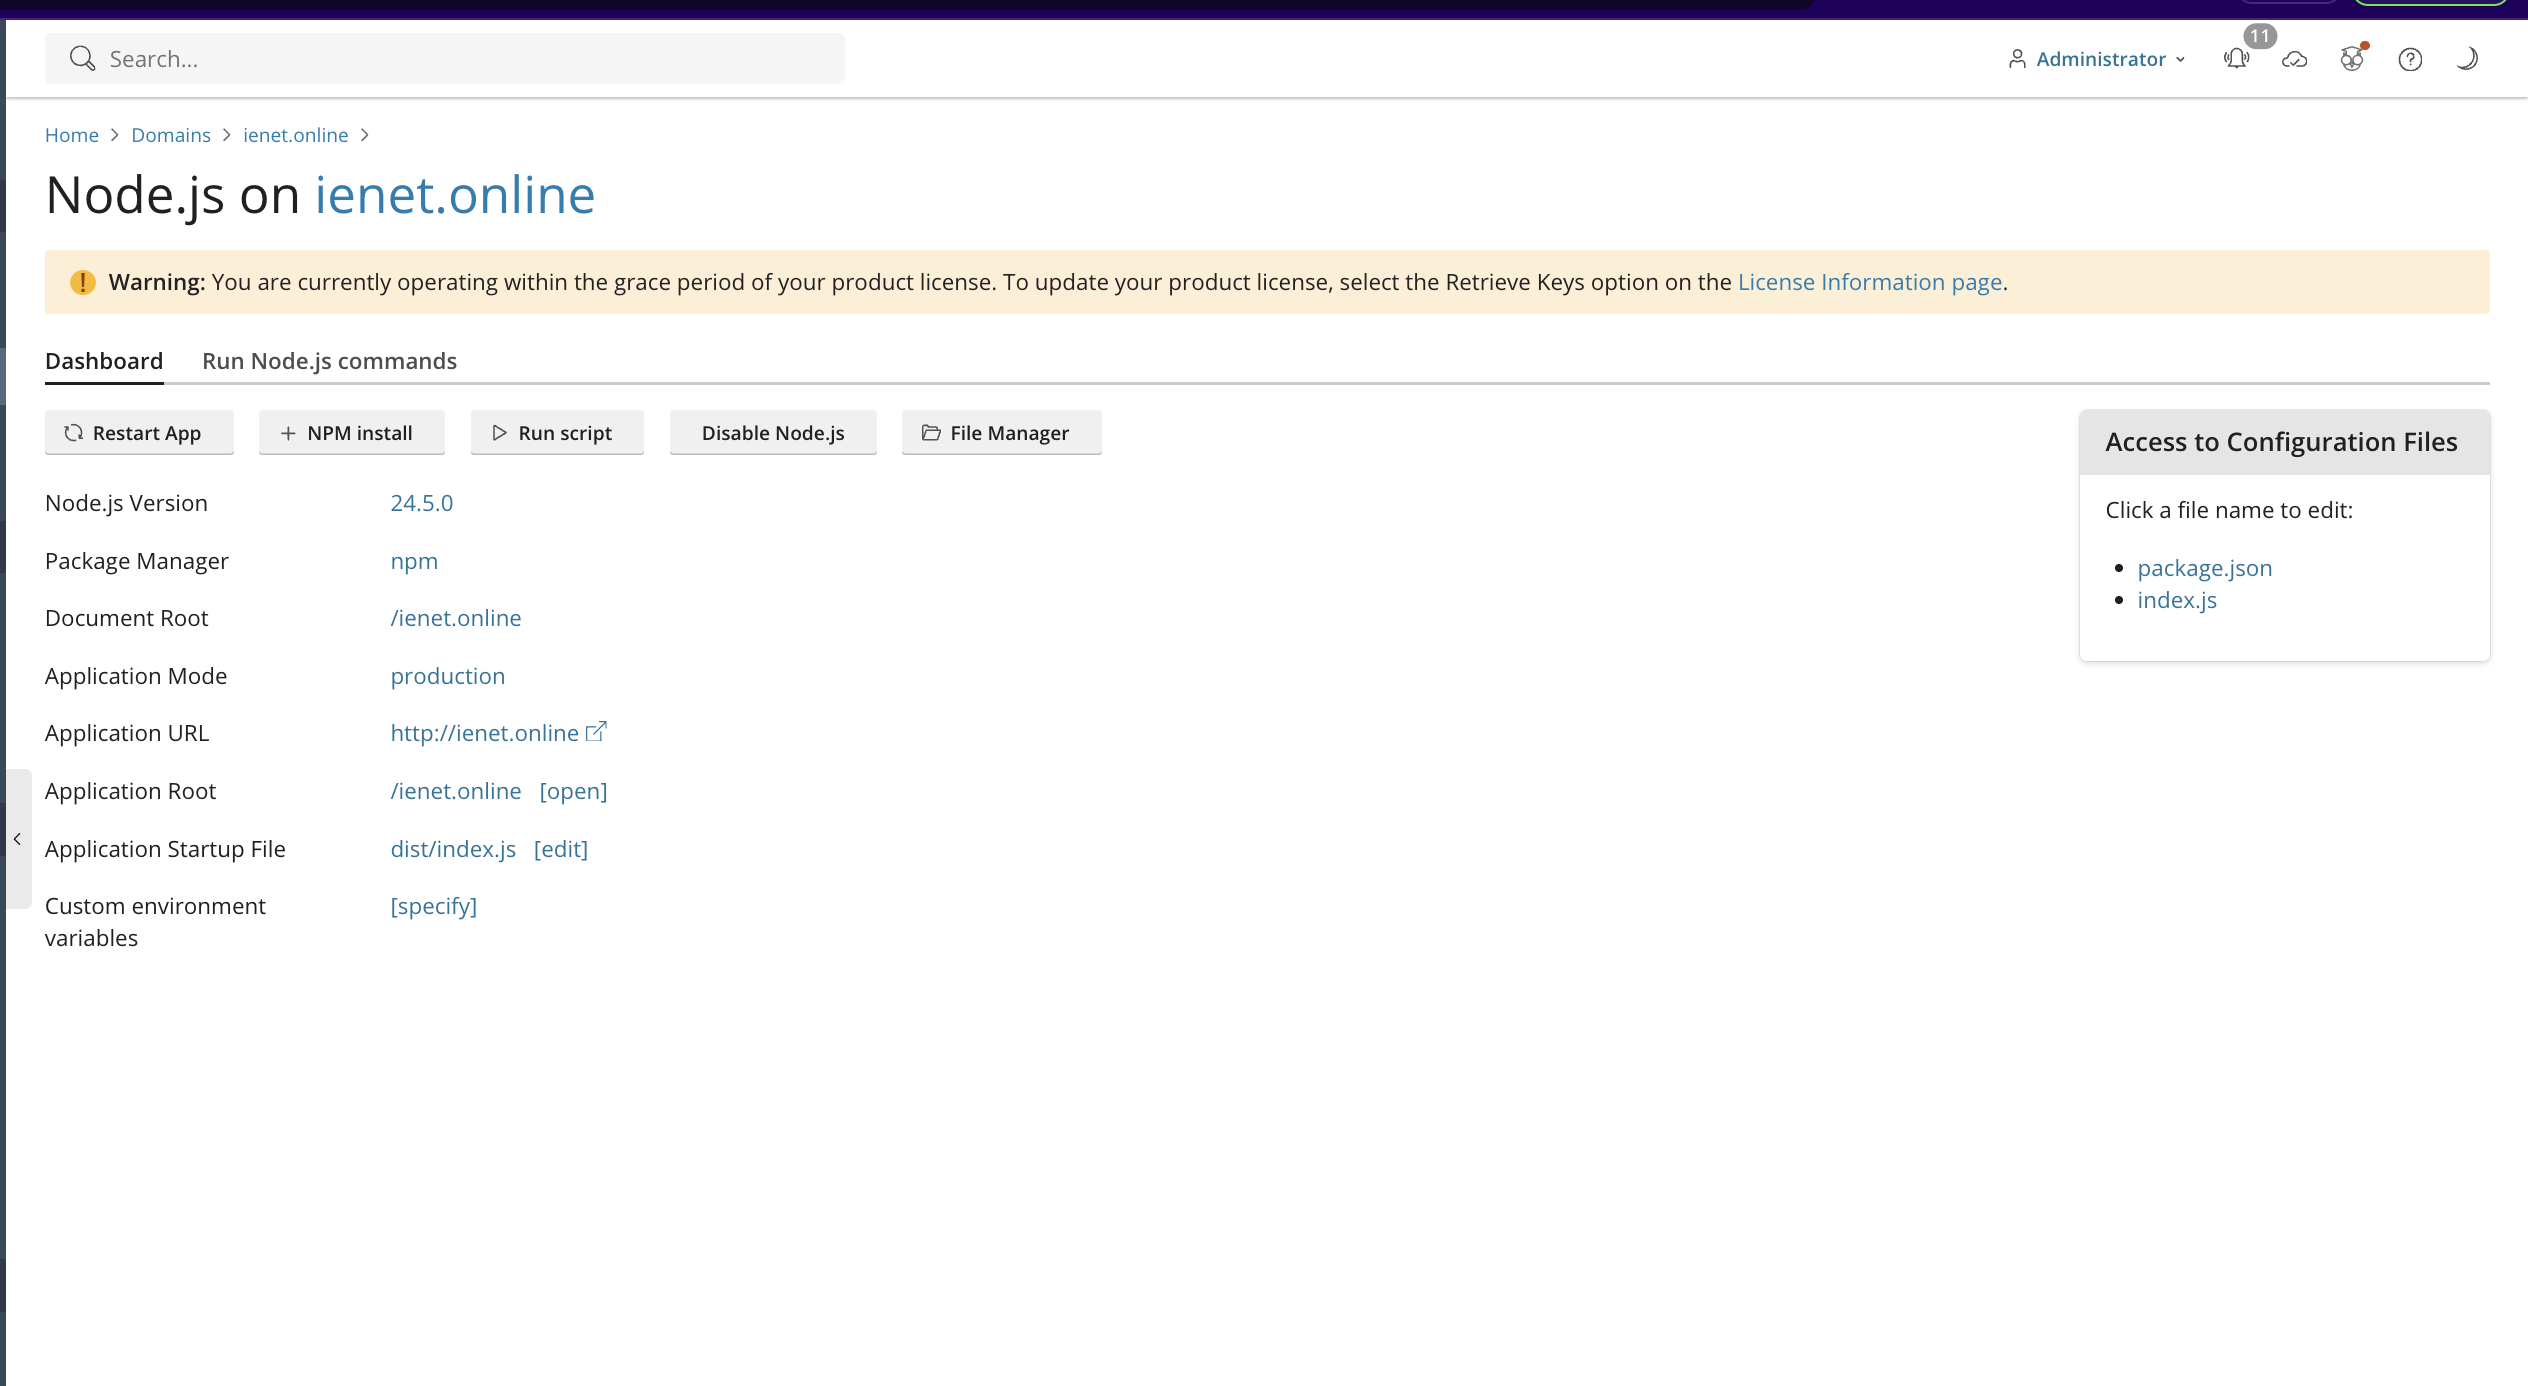 Search...
Administrator
11
Home > Domains > ienet.online >
Node.js on ienet.online
Warning: You are currently operating within the grace period of your product license. To update your product license, select the Retrieve Keys option on the License Information page.
Dashboard Run Node.js commands
Restart App NPM install Run script Disable Node.js File Manager
Node.js Version 24.5.0
Package Manager npm
Document Root /ienet.online
Application Mode production
Application URL http://ienet.online
Application Root /ienet.online [open]
Application Startup File dist/index.js [edit]
Custom environment variables [specify]
Access to Configuration Files
Click a file name to edit:
package.json
index.js